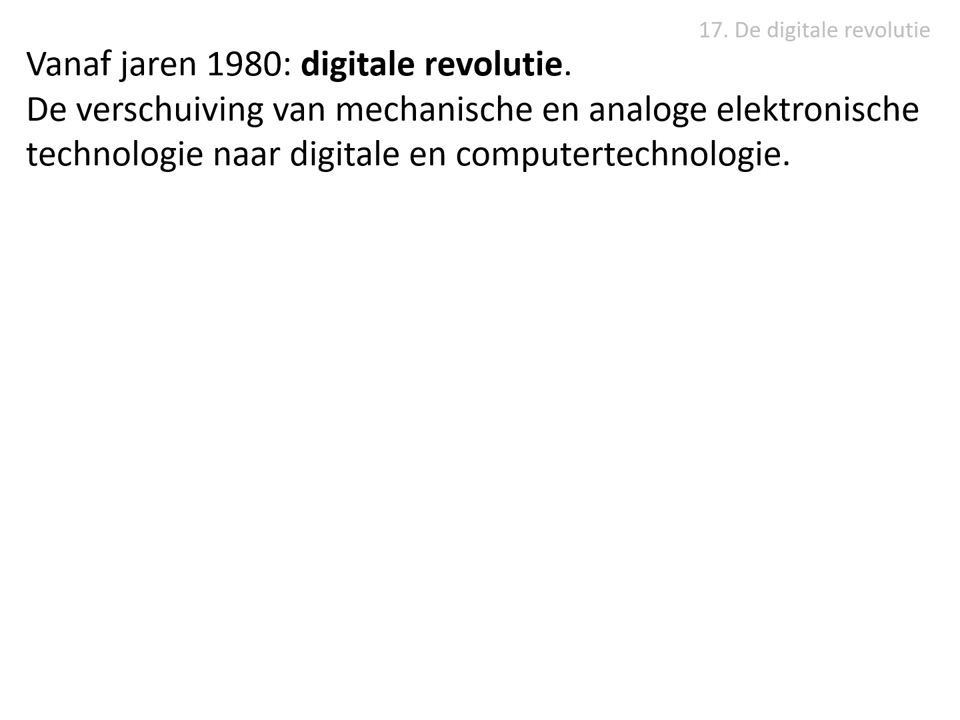 17. De digitale revolutie
Vanaf jaren 1980: digitale revolutie.
De verschuiving van mechanische en analoge elektronische
technologie naar digitale en computertechnologie.